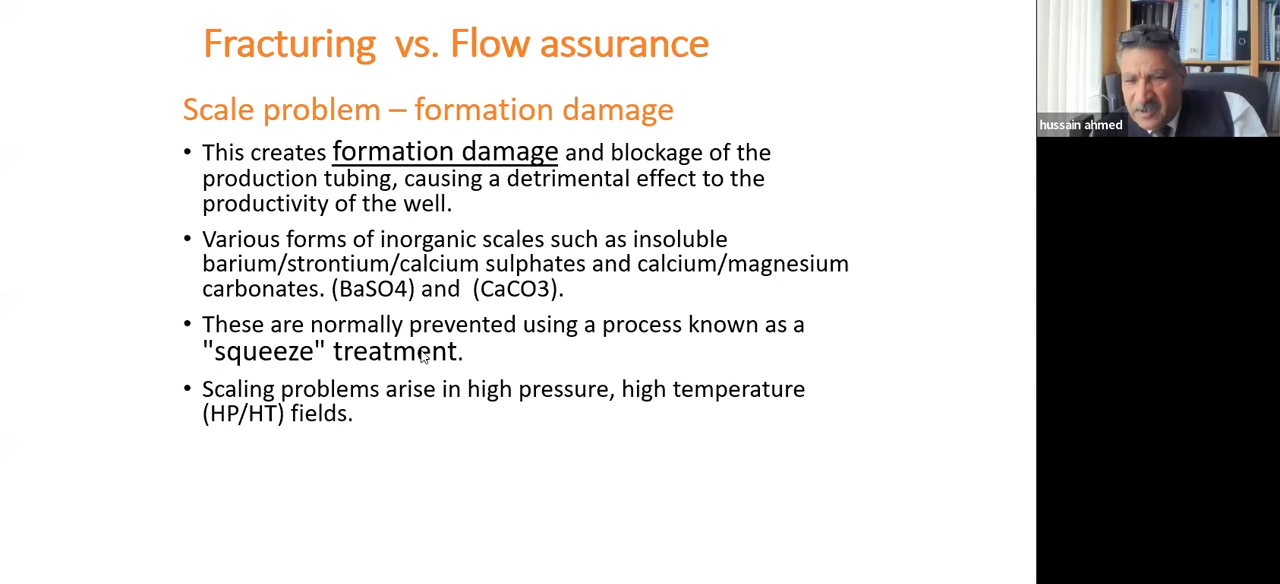 Fracturing vs. Flow assurance
Scale problem – formation damage
• This creates formation damage and blockage of the
production tubing, causing a detrimental effect to the
productivity of the well.
• Various forms of inorganic scales such as insoluble
barium/strontium/calcium sulphates and calcium/magnesium
carbonates. (BaSO4) and (CaCO3).
• These are normally prevented using a process known as a
"squeeze" treatment.
• Scaling problems arise in high pressure, high temperature
(HP/HT) fields.
hussain ahmed